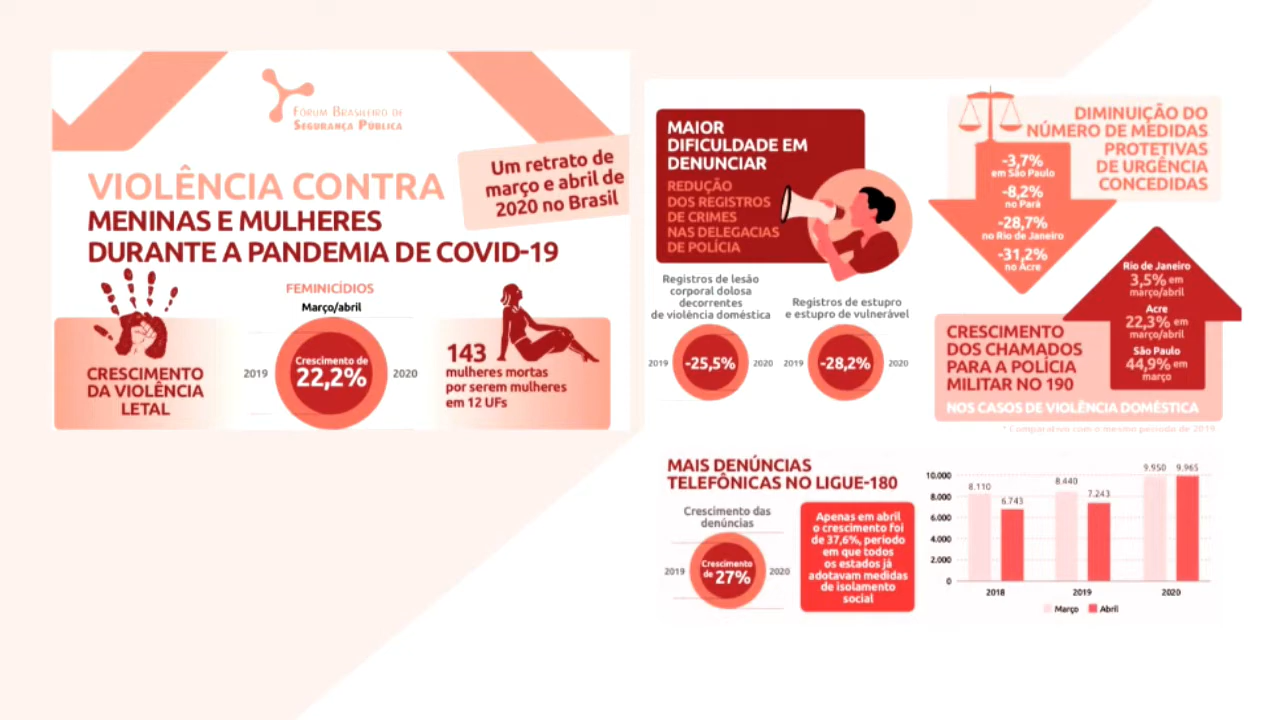 FÓRUM BRASILEIRO DE
SEGURANÇA PÚBLICA
VIOLÊNCIA CONTRA
MENINAS E MULHERES
DURANTE A PANDEMIA DE COVID-19
Um retrato de
março e abril de
2020 no Brasil
CRESCIMENTO
DA VIOLÊNCIA
LETAL
FEMINICÍDIOS
Março/abril
2019
Crescimento de
22,2%
2020
143
mulheres mortas
por serem mulheres
em 12 UFs
MAIOR
DIFICULDADE EM
DENUNCIAR
REDUÇÃO
DOS REGISTROS
DE CRIMES
NAS DELEGACIAS
DE POLÍCIA
Registros de lesão
corporal dolosa
decorrentes
de violência doméstica
2019
-25,5%
2020
Registros de estupro
e estupro de vulnerável
2019
-28,2%
2020
DIMINUIÇÃO DO
NÚMERO DE MEDIDAS
PROTETIVAS
DE URGÊNCIA
CONCEDIDAS
-3,7%
em São Paulo
-8,2%
no Pará
-28,7%
no Rio de Janeiro
-31,2%
no Acre
CRESCIMENTO
DOS CHAMADOS
PARA A POLÍCIA
MILITAR NO 190
NOS CASOS DE VIOLÊNCIA DOMÉSTICA
Rio de Janeiro
3,5% em
março/abril
Acre
22,3% em
março/abril
São Paulo
44,9% em
março
* Comparativo com o mesmo período de 2019
MAIS DENÚNCIAS
TELEFÔNICAS NO LIGUE-180
Crescimento das
denúncias
2019
Crescimento
de 27%
2020
Apenas em abril
o crescimento foi
de 37,6%, período
em que todos
os estados já
adotavam medidas
de isolamento
social
10.000
8.000
6.000
4.000
2.000
0
8.110
6.743
8.440
7.243
9.950
9.965
2018
2019
2020
Março
Abril